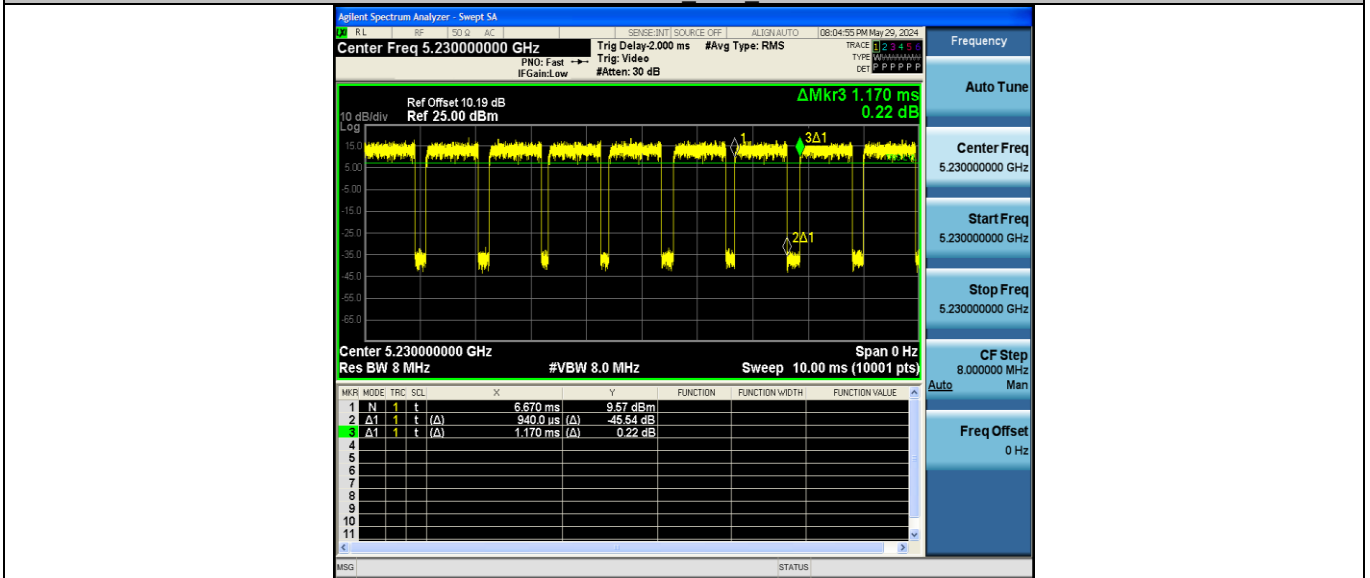 Agilent Spectrum Analyzer - Swept SA
RL RF 50 Ω AC SENSE:INT SOURCE OFF ALIGN AUTO 08:04:55 PM May 29, 2024
Center Freq 5.230000000 GHz
PNO: Fast
IFGain:Low
Trig Delay-2.000 ms
Trig: Video
#Atten: 30 dB
#Avg Type: RMS
TRACE 1 2 3 4 5 6
TYPE WWWWWW
DET P P P P P P
ΔMkr3 1.170 ms
0.22 dB
Ref Offset 10.19 dB
10 dB/div Ref 25.00 dBm
Log
15.0
5.00
-5.00
-15.0
-25.0
-35.0
-45.0
-55.0
-65.0
1
3Δ1
2Δ1
Center 5.230000000 GHz Span 0 Hz
Res BW 8 MHz #VBW 8.0 MHz Sweep 10.00 ms (10001 pts)
MKR MODE TRC SCL X Y FUNCTION FUNCTION WIDTH FUNCTION VALUE
1 N 1 t 6.670 ms 9.57 dBm
2 Δ1 1 t (Δ) 940.0 µs (Δ) -45.54 dB
3 Δ1 1 t (Δ) 1.170 ms (Δ) 0.22 dB
4
5
6
7
8
9
10
11
MSG STATUS
Frequency
Auto Tune
Center Freq
5.230000000 GHz
Start Freq
5.230000000 GHz
Stop Freq
5.230000000 GHz
CF Step
8.000000 MHz
Auto Man
Freq Offset
0 Hz